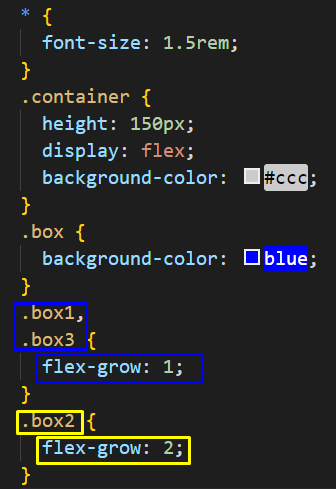 * {
  font-size: 1.5rem;
}
.container {
  height: 150px;
  display: flex;
  background-color: #ccc;
}
.box {
  background-color: blue;
}
.box1,
.box3 {
  flex-grow: 1;
}
.box2 {
  flex-grow: 2;
}